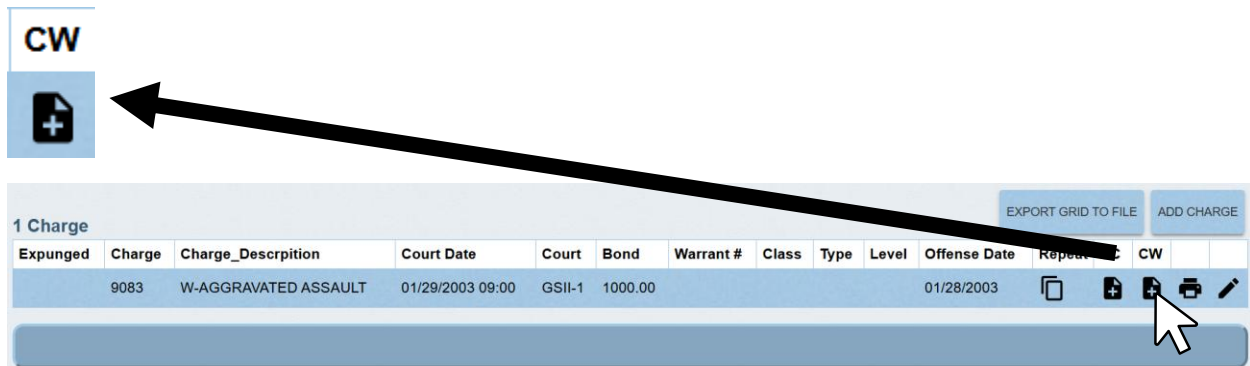 CW
EXPORT GRID TO FILE ADD CHARGE
1 Charge
Expunged Charge Charge_Descrpition Court Date Court Bond Warrant # Class Type Level Offense Date Repeat CW
9083 W-AGGRAVATED ASSAULT 01/29/2003 09:00 GSII-1 1000.00 01/28/2003